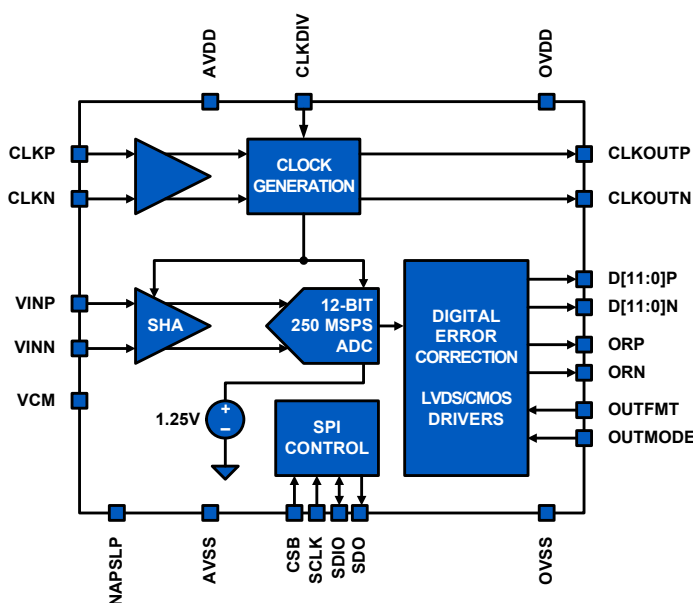 AVDD
CLKDIV
OVDD
CLKP
CLKN
CLOCK
GENERATION
CLKOUTP
CLKOUTN
VINP
VINN
SHA
12-BIT
250 MSPS
ADC
DIGITAL
ERROR
CORRECTION
LVDS/CMOS
DRIVERS
D[11:0]P
D[11:0]N
ORP
ORN
OUTFMT
OUTMODE
VCM
1.25V
+
–
SPI
CONTROL
NAPSLP
AVSS
CSB
SCLK
SDIO
SDO
OVSS